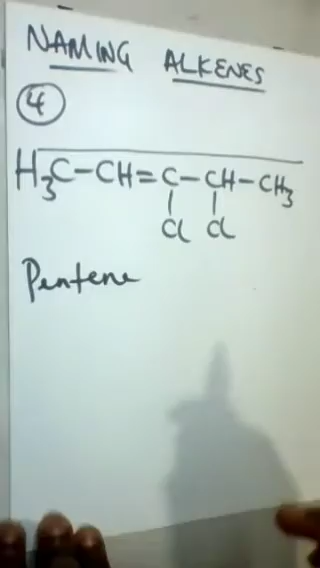 NAMING ALKENES
4
H₃C-CH=C-CH-CH₃
Cl Cl
Pentene